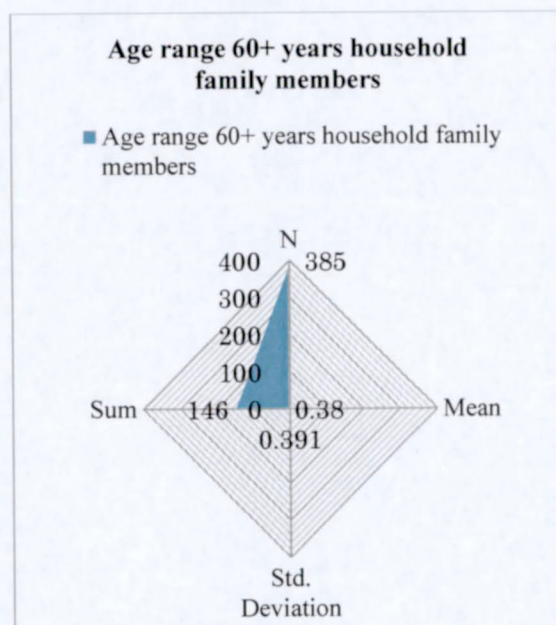 Age range 60+ years household
family members
Age range 60+ years household family
members
N
400 385
300
200
100
Sum 146 0 0.38 Mean
0.391
Std.
Deviation